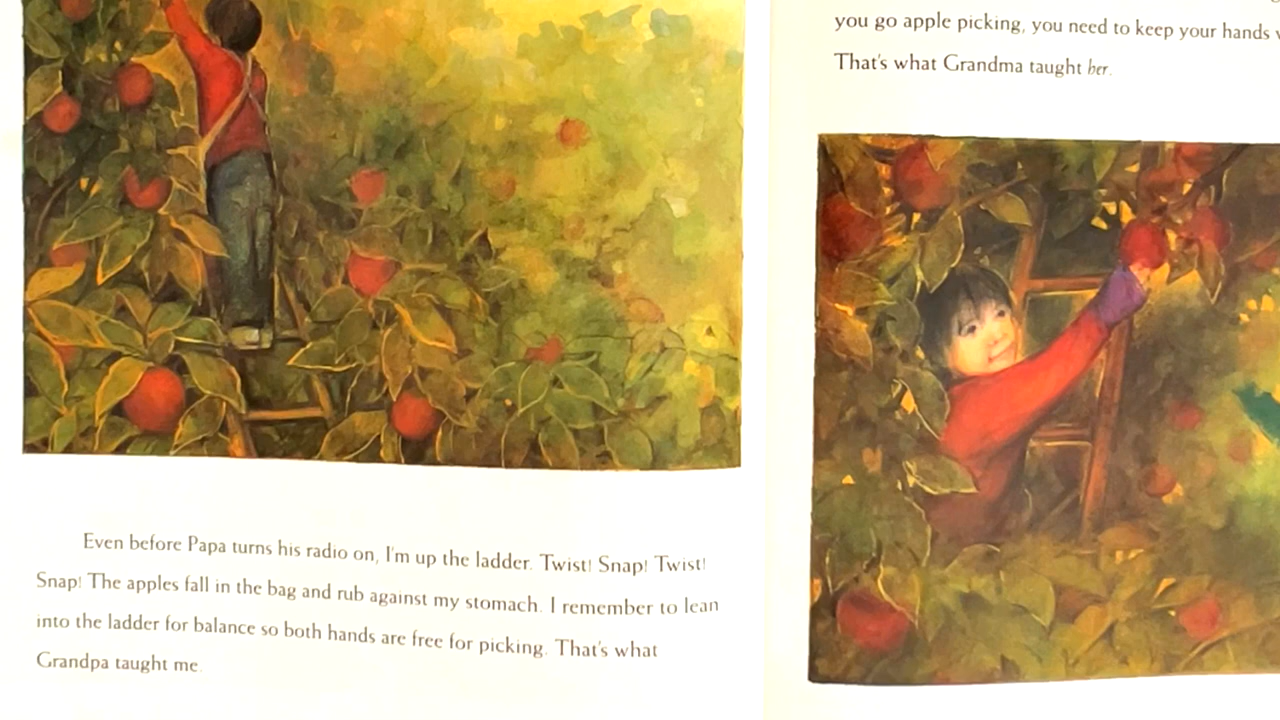 Even before Papa turns his radio on, I'm up the ladder. Twist! Snap! Twist!
Snap! The apples fall in the bag and rub against my stomach. I remember to lean
into the ladder for balance so both hands are free for picking. That's what
Grandpa taught me.
you go apple picking, you need to keep your hands
That's what Grandma taught her.